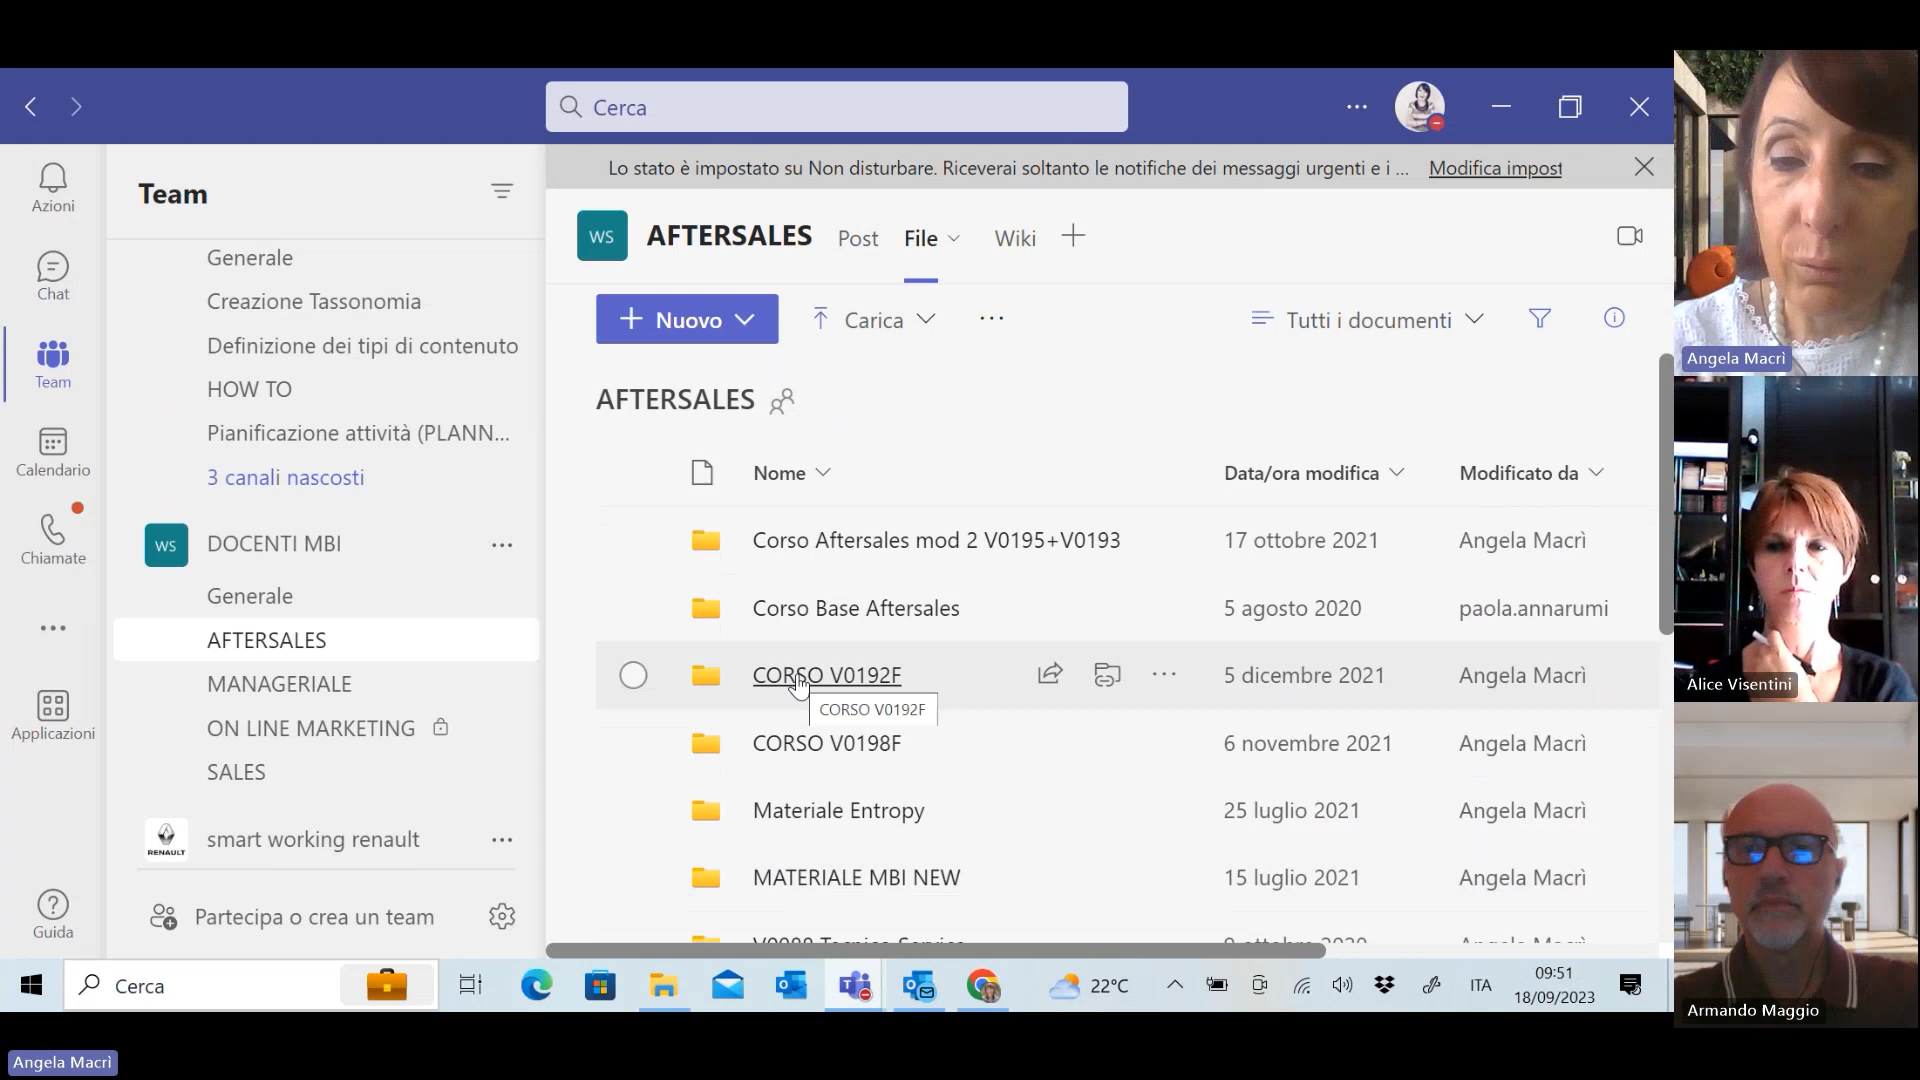 Cerca
Lo stato è impostato su Non disturbare. Riceverai soltanto le notifiche dei messaggi urgenti e i ... Modifica impost
Azioni
Chat
Team
Calendario
Chiamate
Applicazioni
Guida
Team
Generale
Creazione Tassonomia
Definizione dei tipi di contenuto
HOW TO
Pianificazione attività (PLANN...
3 canali nascosti
WS DOCENTI MBI
Generale
AFTERSALES
MANAGERIALE
ON LINE MARKETING
SALES
RENAULT
smart working renault
Partecipa o crea un team
WS AFTERSALES Post File Wiki
Nuovo Carica ... Tutti i documenti
AFTERSALES
Nome Data/ora modifica Modificato da
Corso Aftersales mod 2 V0195+V0193 17 ottobre 2021 Angela Macrì
Corso Base Aftersales 5 agosto 2020 paola.annarumi
CORSO V0192F 5 dicembre 2021 Angela Macrì
CORSO V0192F
CORSO V0198F 6 novembre 2021 Angela Macrì
Materiale Entropy 25 luglio 2021 Angela Macrì
MATERIALE MBI NEW 15 luglio 2021 Angela Macrì
Angela Macrì
Alice Visentini
Armando Maggio
Cerca
22°C
ITA
09:51
18/09/2023
Angela Macrì